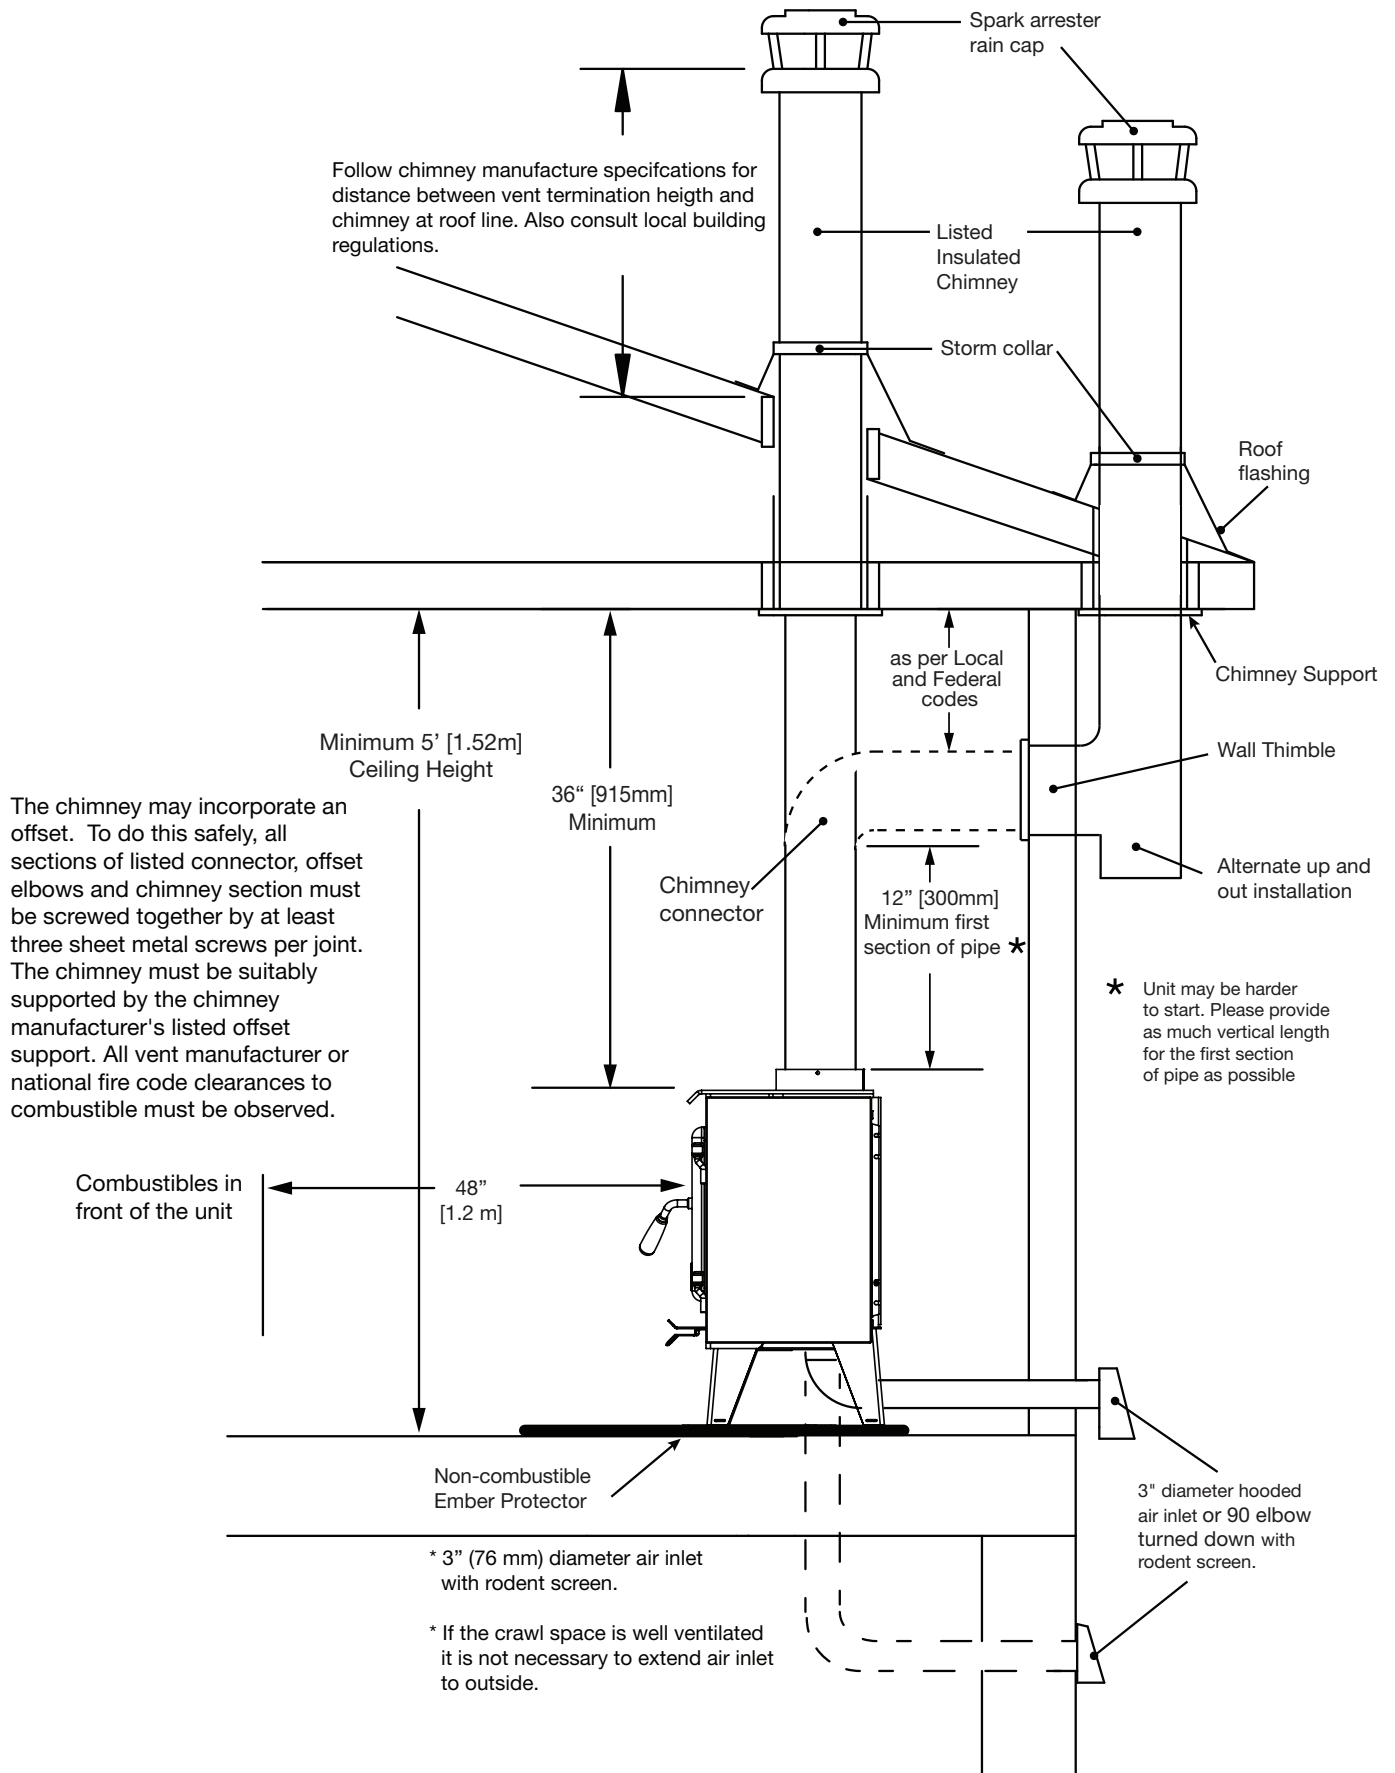 Spark arrester
rain cap
Follow chimney manufacture specifcations for
distance between vent termination heigth and
chimney at roof line. Also consult local building
regulations.
Listed
Insulated
Chimney
Storm collar
Roof
flashing
as per Local
and Federal
codes
Chimney Support
Minimum 5’ [1.52m]
Ceiling Height
Wall Thimble
36“ [915mm]
Minimum
The chimney may incorporate an
offset.  To do this safely, all
sections of listed connector, offset
elbows and chimney section must
be screwed together by at least
three sheet metal screws per joint.
The chimney must be suitably
supported by the chimney
manufacturer's listed offset
support. All vent manufacturer or
national fire code clearances to
combustible must be observed.
Chimney
connector
12” [300mm]
Minimum first
section of pipe *
Alternate up and
out installation
* Unit may be harder
to start. Please provide
as much vertical length
for the first section
of pipe as possible
Combustibles in
front of the unit
48”
[1.2 m]
Non-combustible
Ember Protector
3" diameter hooded
air inlet or 90 elbow
turned down with
rodent screen.
* 3” (76 mm) diameter air inlet
with rodent screen.
* If the crawl space is well ventilated
it is not necessary to extend air inlet
to outside.